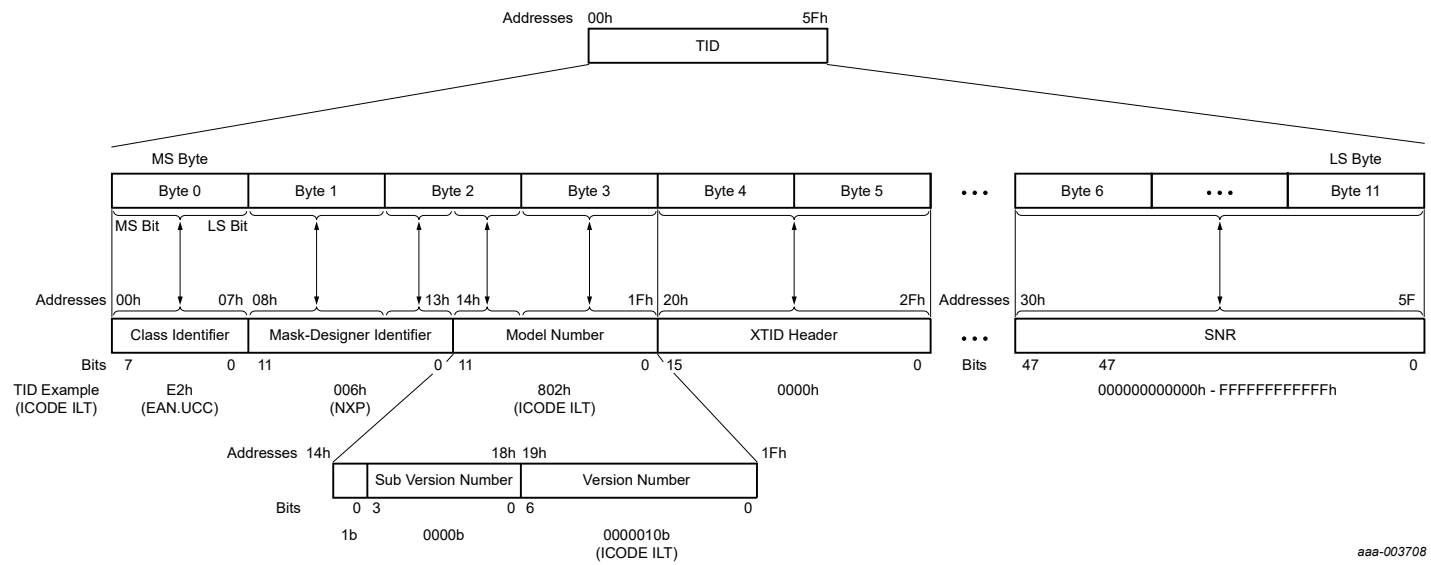 Addresses 00h 5Fh
TID
MS Byte LS Byte
Byte 0 Byte 1 Byte 2 Byte 3 Byte 4 Byte 5 ••• Byte 6 ••• Byte 11
MS Bit LS Bit
Addresses 00h 07h 08h 13h 14h 1Fh 20h 2Fh Addresses 30h 5F
Class Identifier Mask-Designer Identifier Model Number XTID Header ••• SNR
Bits 7 0 11 0 11 0 15 0 Bits 47 47 0
TID Example E2h 006h 802h 0000h 000000000000h - FFFFFFFFFFFFh
(ICODE ILT) (EAN.UCC) (NXP) (ICODE ILT)
Addresses 14h 18h 19h 1Fh
Sub Version Number Version Number
Bits 0 3 0 6 0
1b 0000b 0000010b
(ICODE ILT)
aaa-003708